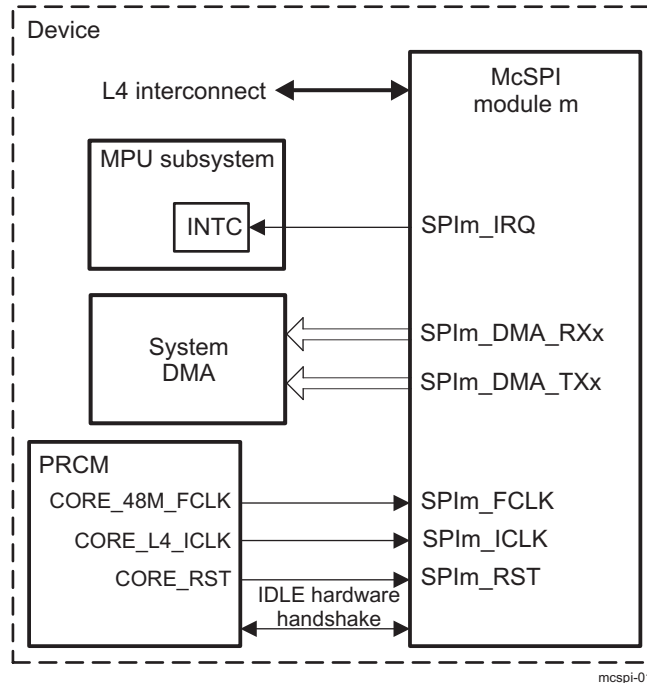 Device
L4 interconnect
McSPI
module m
MPU subsystem
INTC
SPIm_IRQ
System
DMA
SPIm_DMA_RXx
SPIm_DMA_TXx
PRCM
CORE_48M_FCLK
SPIm_FCLK
CORE_L4_ICLK
SPIm_ICLK
CORE_RST
SPIm_RST
IDLE hardware
handshake